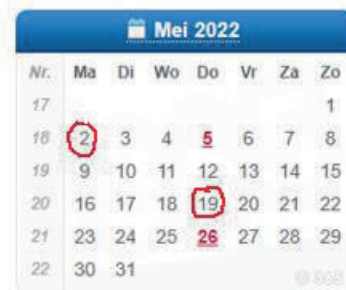 Mei 2022
Nr. Ma Di Wo Do Vr Za Zo
17 1
18 2 3 4 5 6 7 8
19 9 10 11 12 13 14 15
20 16 17 18 19 20 21 22
21 23 24 25 26 27 28 29
22 30 31
© 365